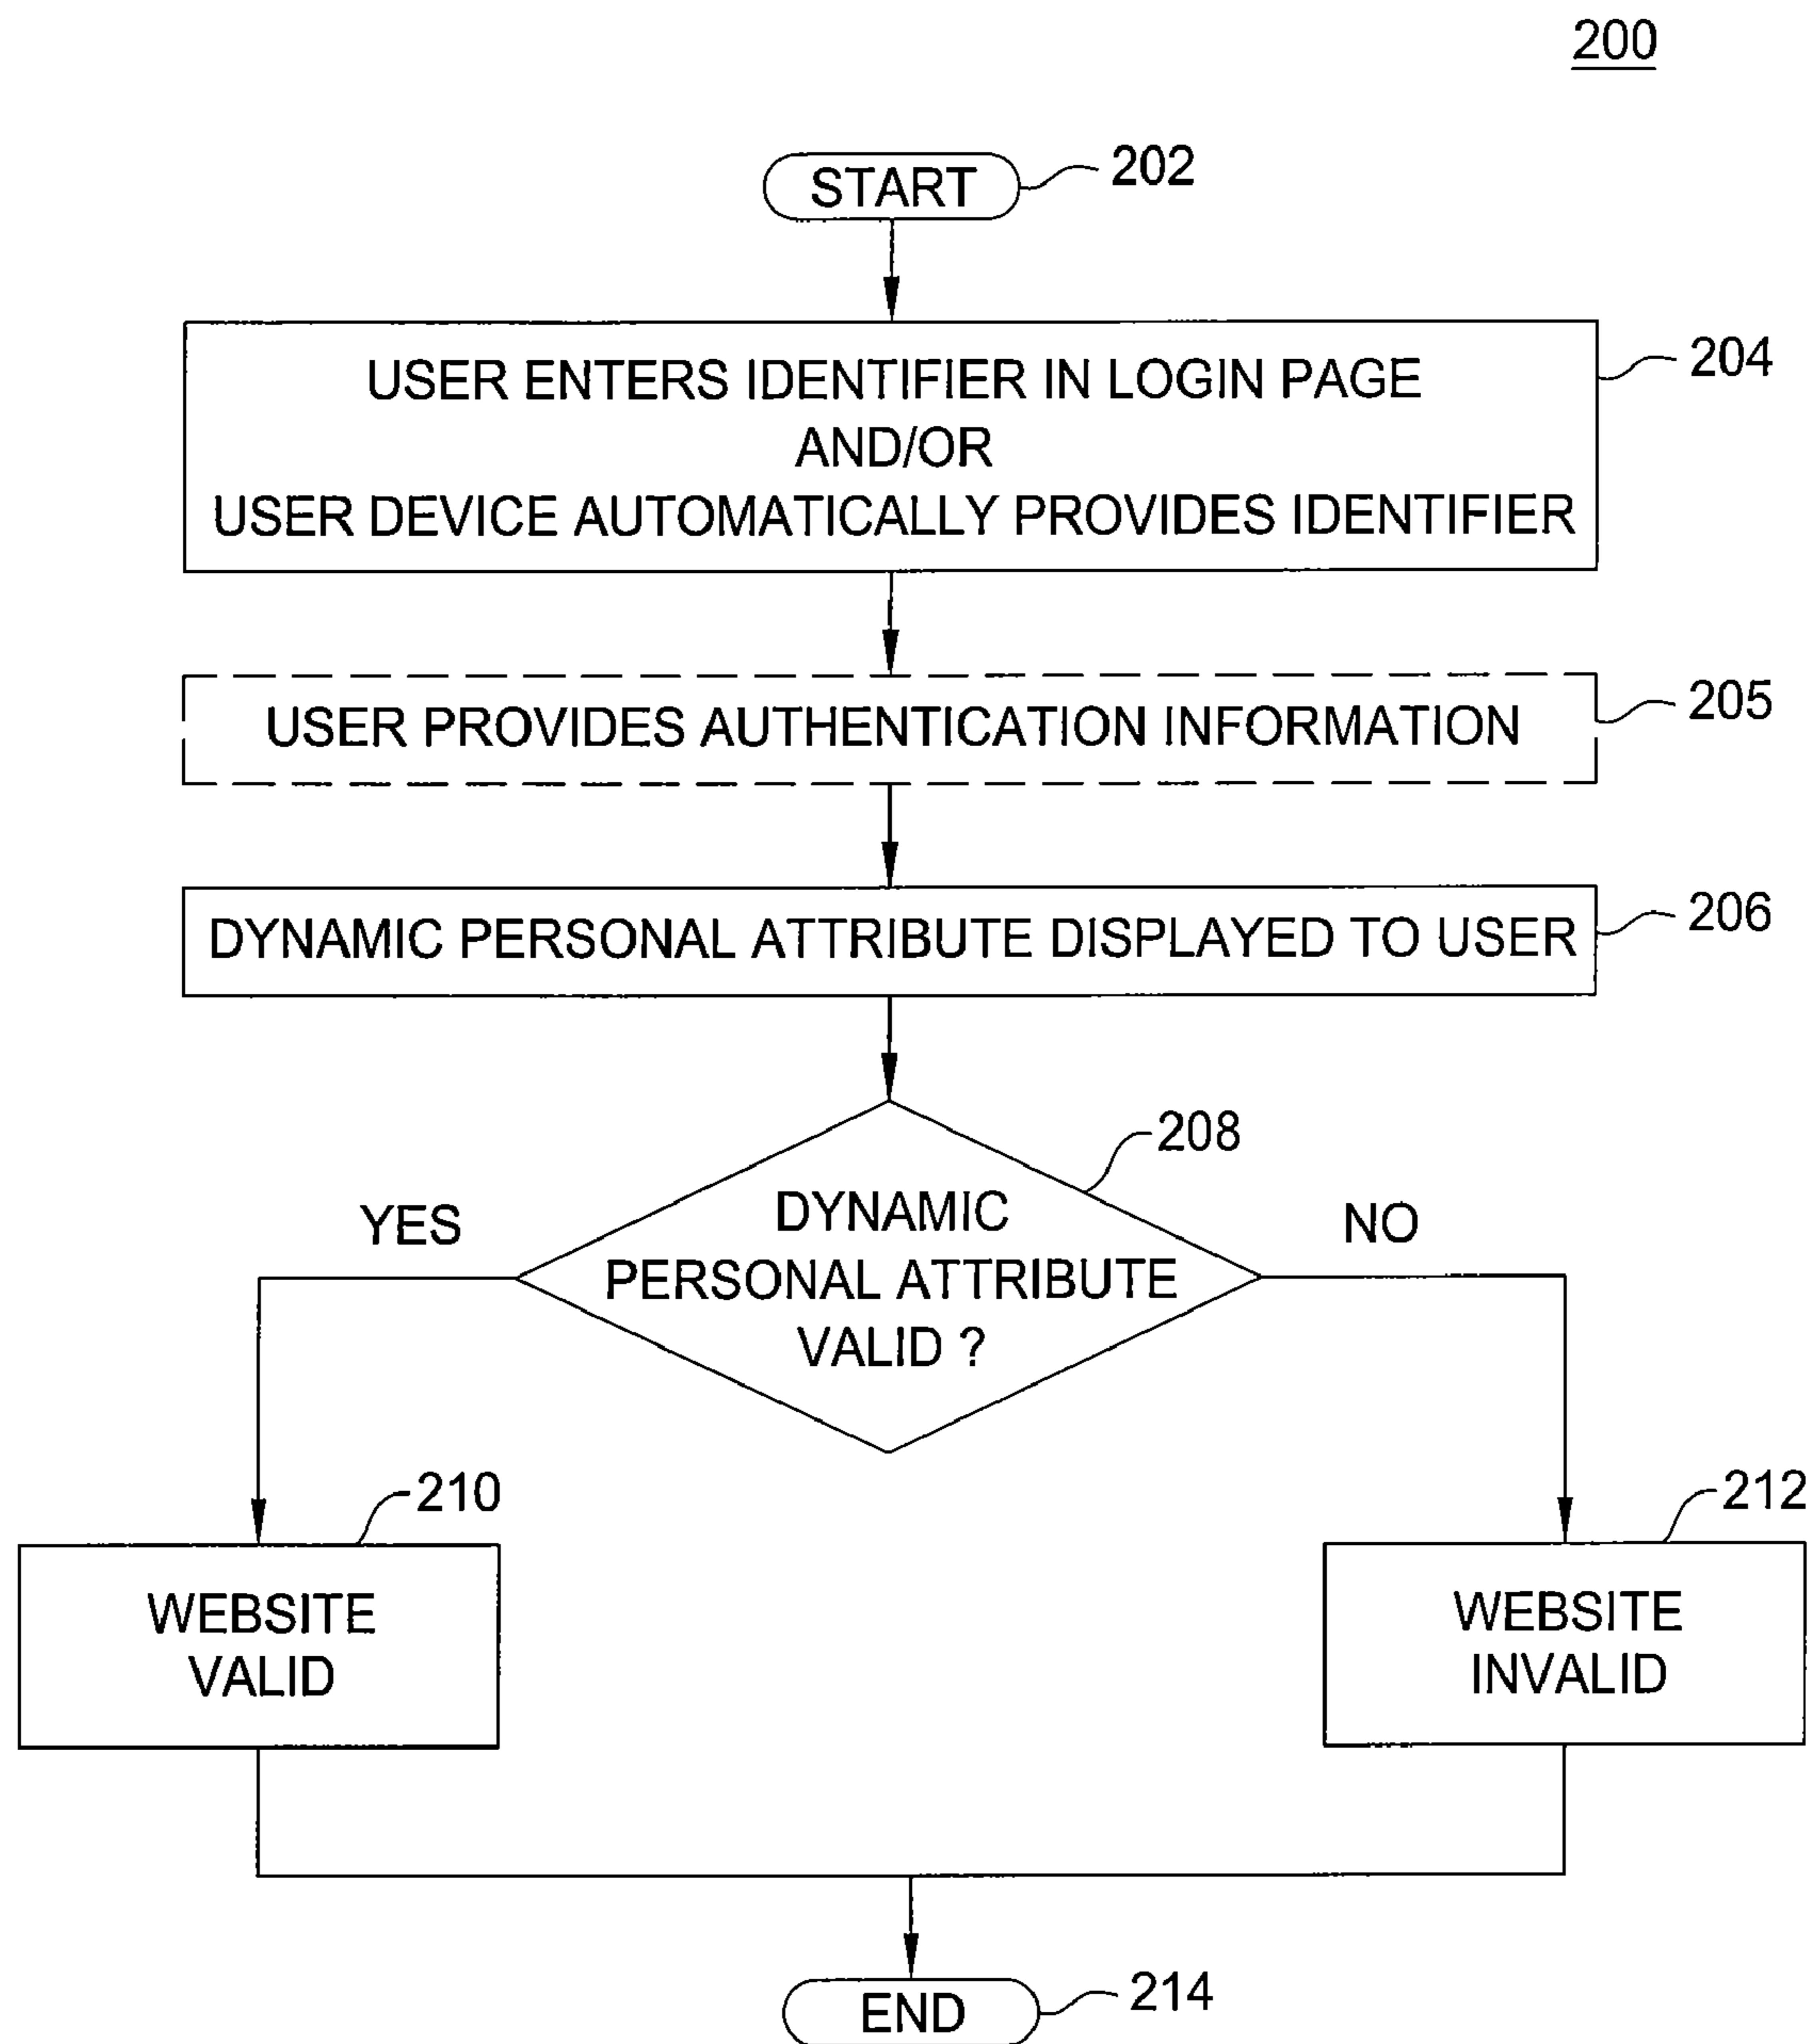 200
START
202
USER ENTERS IDENTIFIER IN LOGIN PAGE
AND/OR
USER DEVICE AUTOMATICALLY PROVIDES IDENTIFIER
204
USER PROVIDES AUTHENTICATION INFORMATION
205
DYNAMIC PERSONAL ATTRIBUTE DISPLAYED TO USER
206
208
DYNAMIC
PERSONAL ATTRIBUTE
VALID ?
YES
NO
210
WEBSITE
VALID
212
WEBSITE
INVALID
END
214